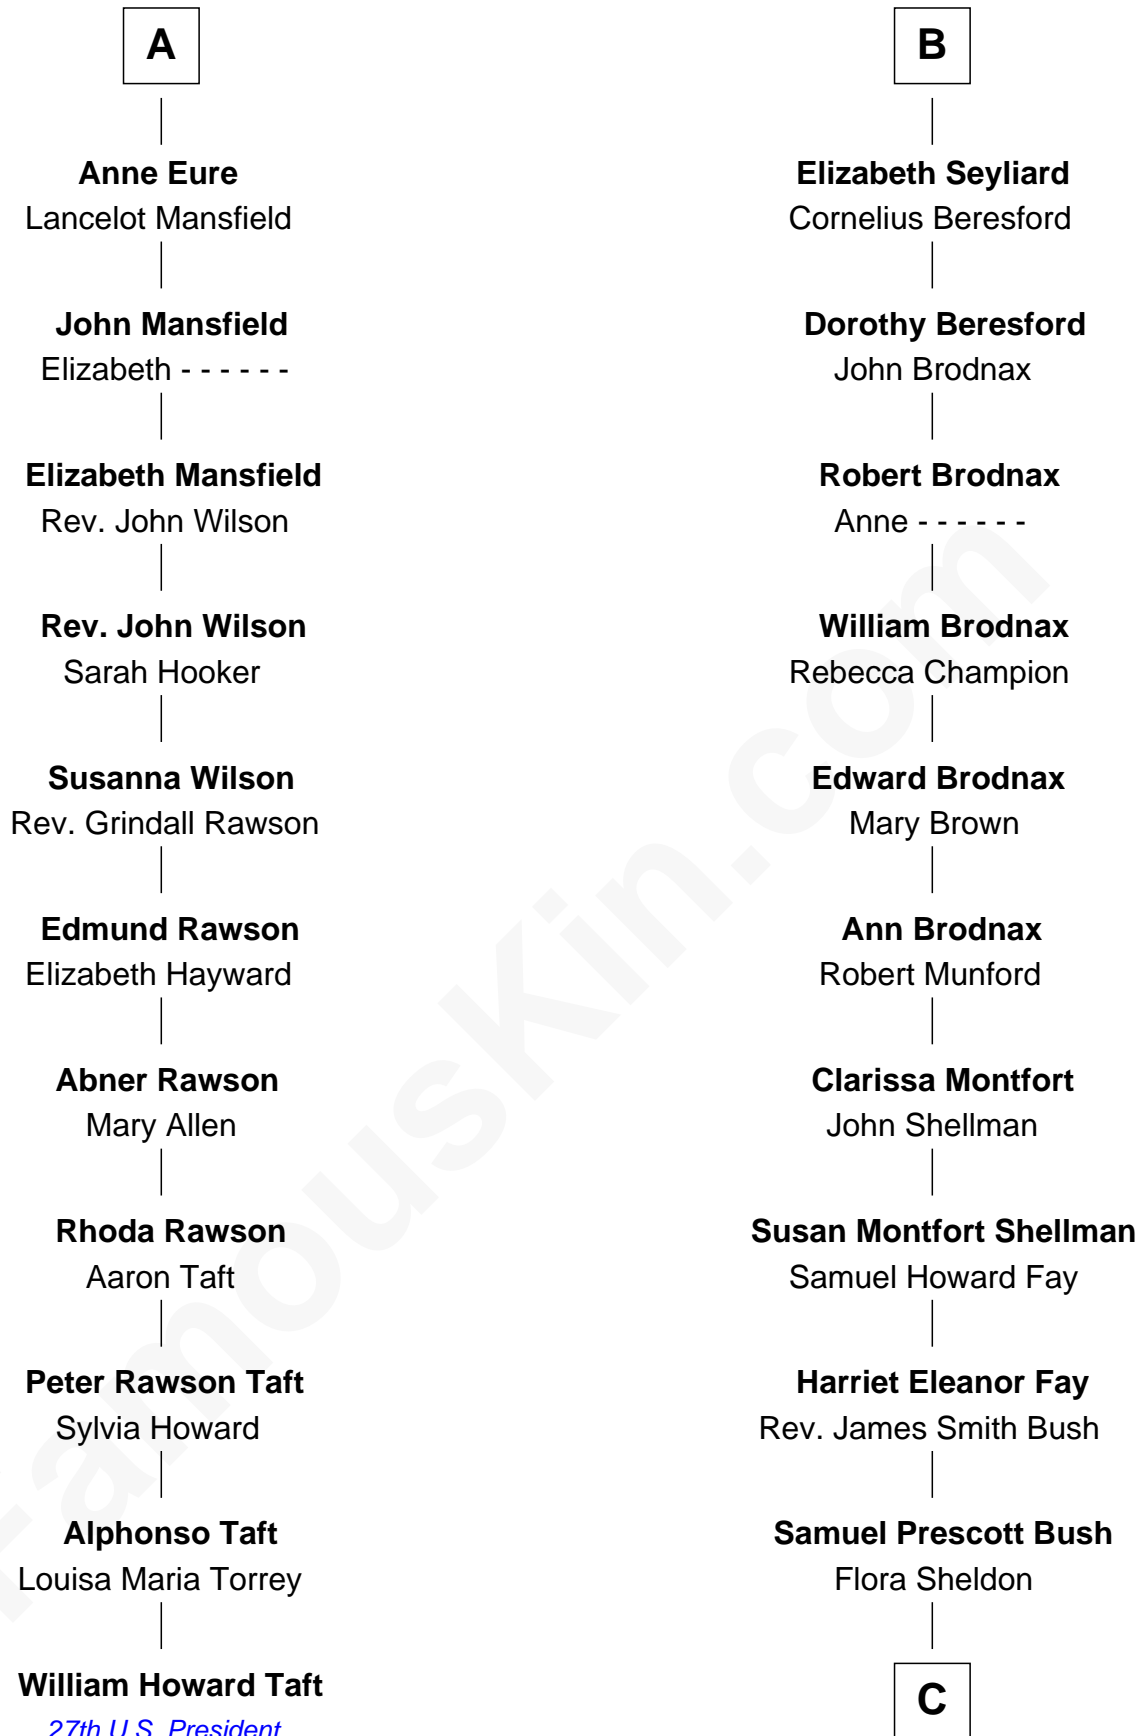 A
Anne Eure
Lancelot Mansfield
John Mansfield
Elizabeth - - - - - -
Elizabeth Mansfield
Rev. John Wilson
Rev. John Wilson
Sarah Hooker
Susanna Wilson
Rev. Grindall Rawson
Edmund Rawson
Elizabeth Hayward
Abner Rawson
Mary Allen
Rhoda Rawson
Aaron Taft
Peter Rawson Taft
Sylvia Howard
Alphonso Taft
Louisa Maria Torrey
William Howard Taft
27th U.S. President
B
Elizabeth Seyliard
Cornelius Beresford
Dorothy Beresford
John Brodnax
Robert Brodnax
Anne - - - - - -
William Brodnax
Rebecca Champion
Edward Brodnax
Mary Brown
Ann Brodnax
Robert Munford
Clarissa Montfort
John Shellman
Susan Montfort Shellman
Samuel Howard Fay
Harriet Eleanor Fay
Rev. James Smith Bush
Samuel Prescott Bush
Flora Sheldon
C
FamousKin.com